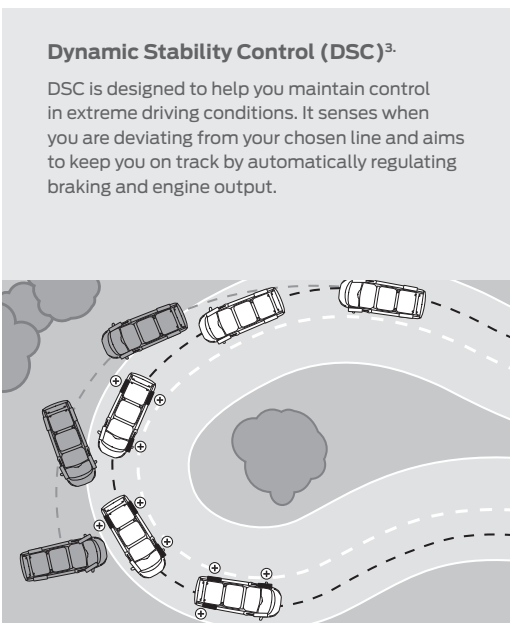 Dynamic Stability Control (DSC)³·
DSC is designed to help you maintain control
in extreme driving conditions. It senses when
you are deviating from your chosen line and aims
to keep you on track by automatically regulating
braking and engine output.